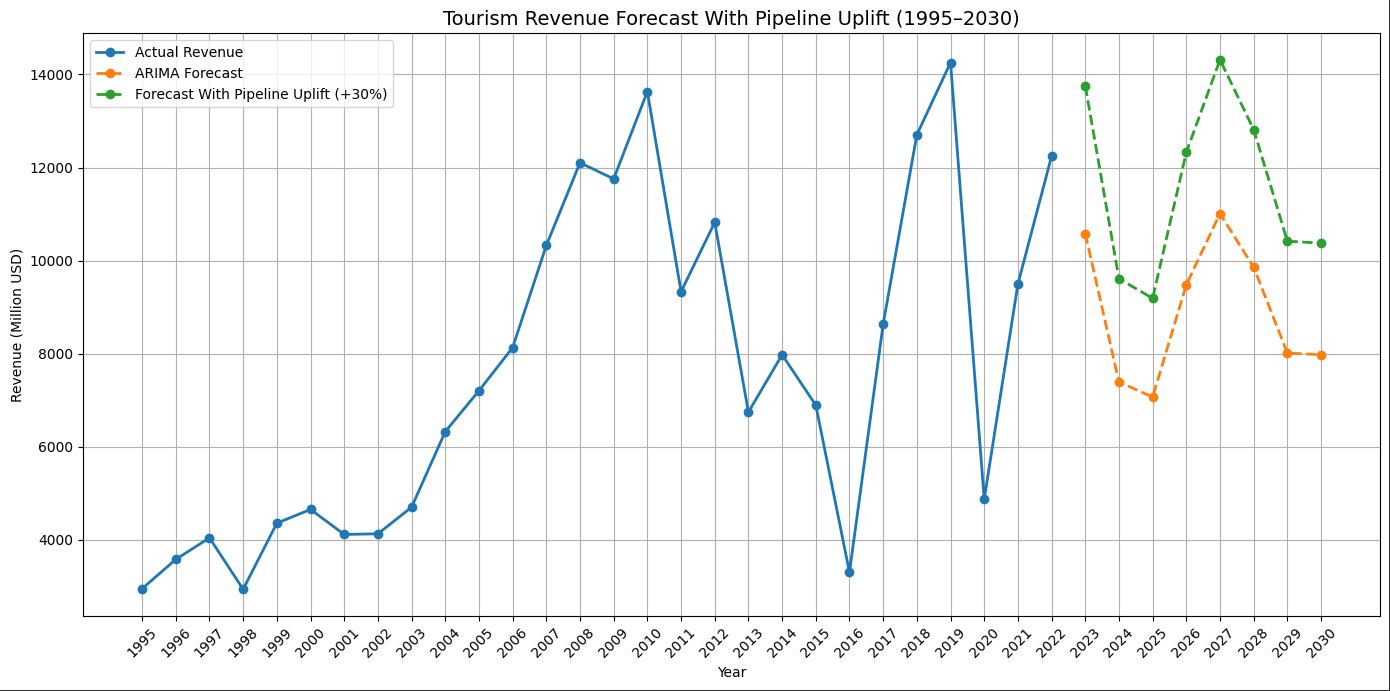 Tourism Revenue Forecast With Pipeline Uplift (1995–2030)
Actual Revenue
ARIMA Forecast
Forecast With Pipeline Uplift (+30%)
Revenue (Million USD)
14000
12000
10000
8000
6000
4000
1995 1996 1997 1998 1999 2000 2001 2002 2003 2004 2005 2006 2007 2008 2009 2010 2011 2012 2013 2014 2015 2016 2017 2018 2019 2020 2021 2022 2023 2024 2025 2026 2027 2028 2029 2030
Year